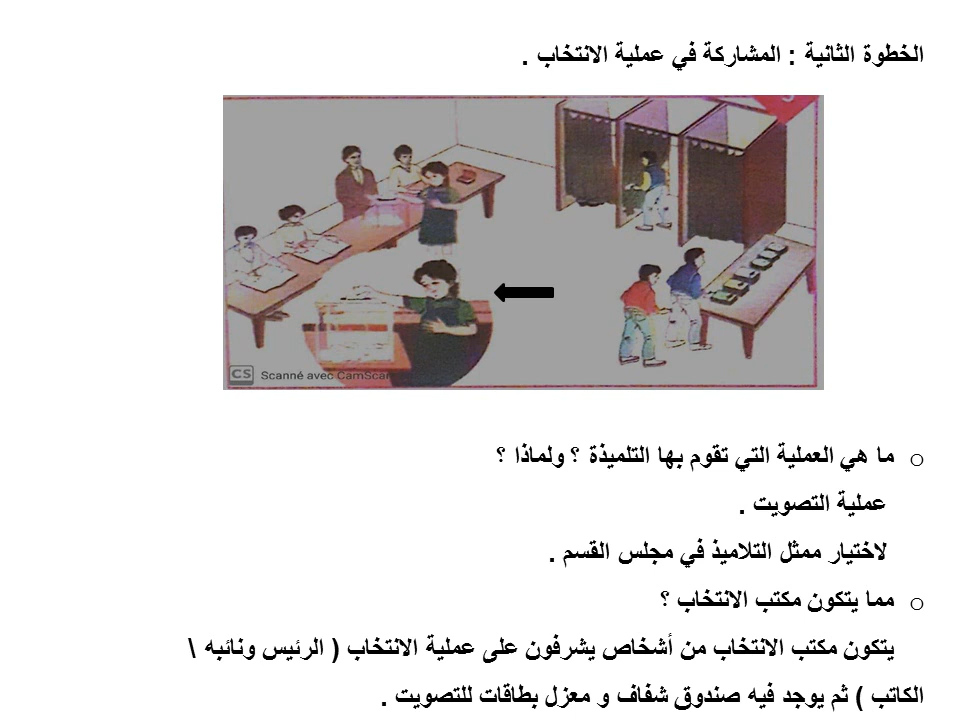 الخطوة الثانية : المشاركة في عملية الانتخاب .
CS Scanné avec CamScan
o ما هي العملية التي تقوم بها التلميذة ؟ ولماذا ؟
عملية التصويت .
لاختيار ممثل التلاميذ في مجلس القسم .
o مما يتكون مكتب الانتخاب ؟
يتكون مكتب الانتخاب من أشخاص يشرفون على عملية الانتخاب ( الرئيس ونائبه \
الكاتب ) ثم يوجد فيه صندوق شفاف و معزل بطاقات للتصويت .